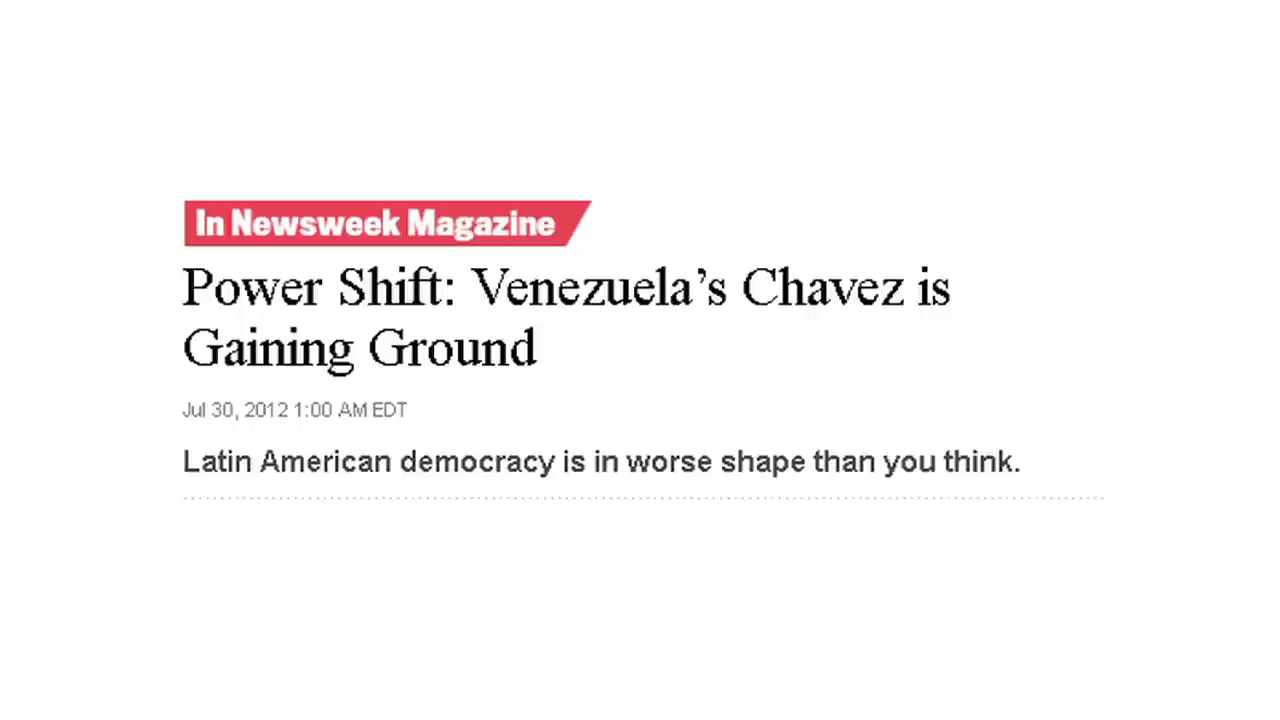 In Newsweek Magazine
Power Shift: Venezuela’s Chavez is
Gaining Ground
Jul 30, 2012 1:00 AM EDT
Latin American democracy is in worse shape than you think.